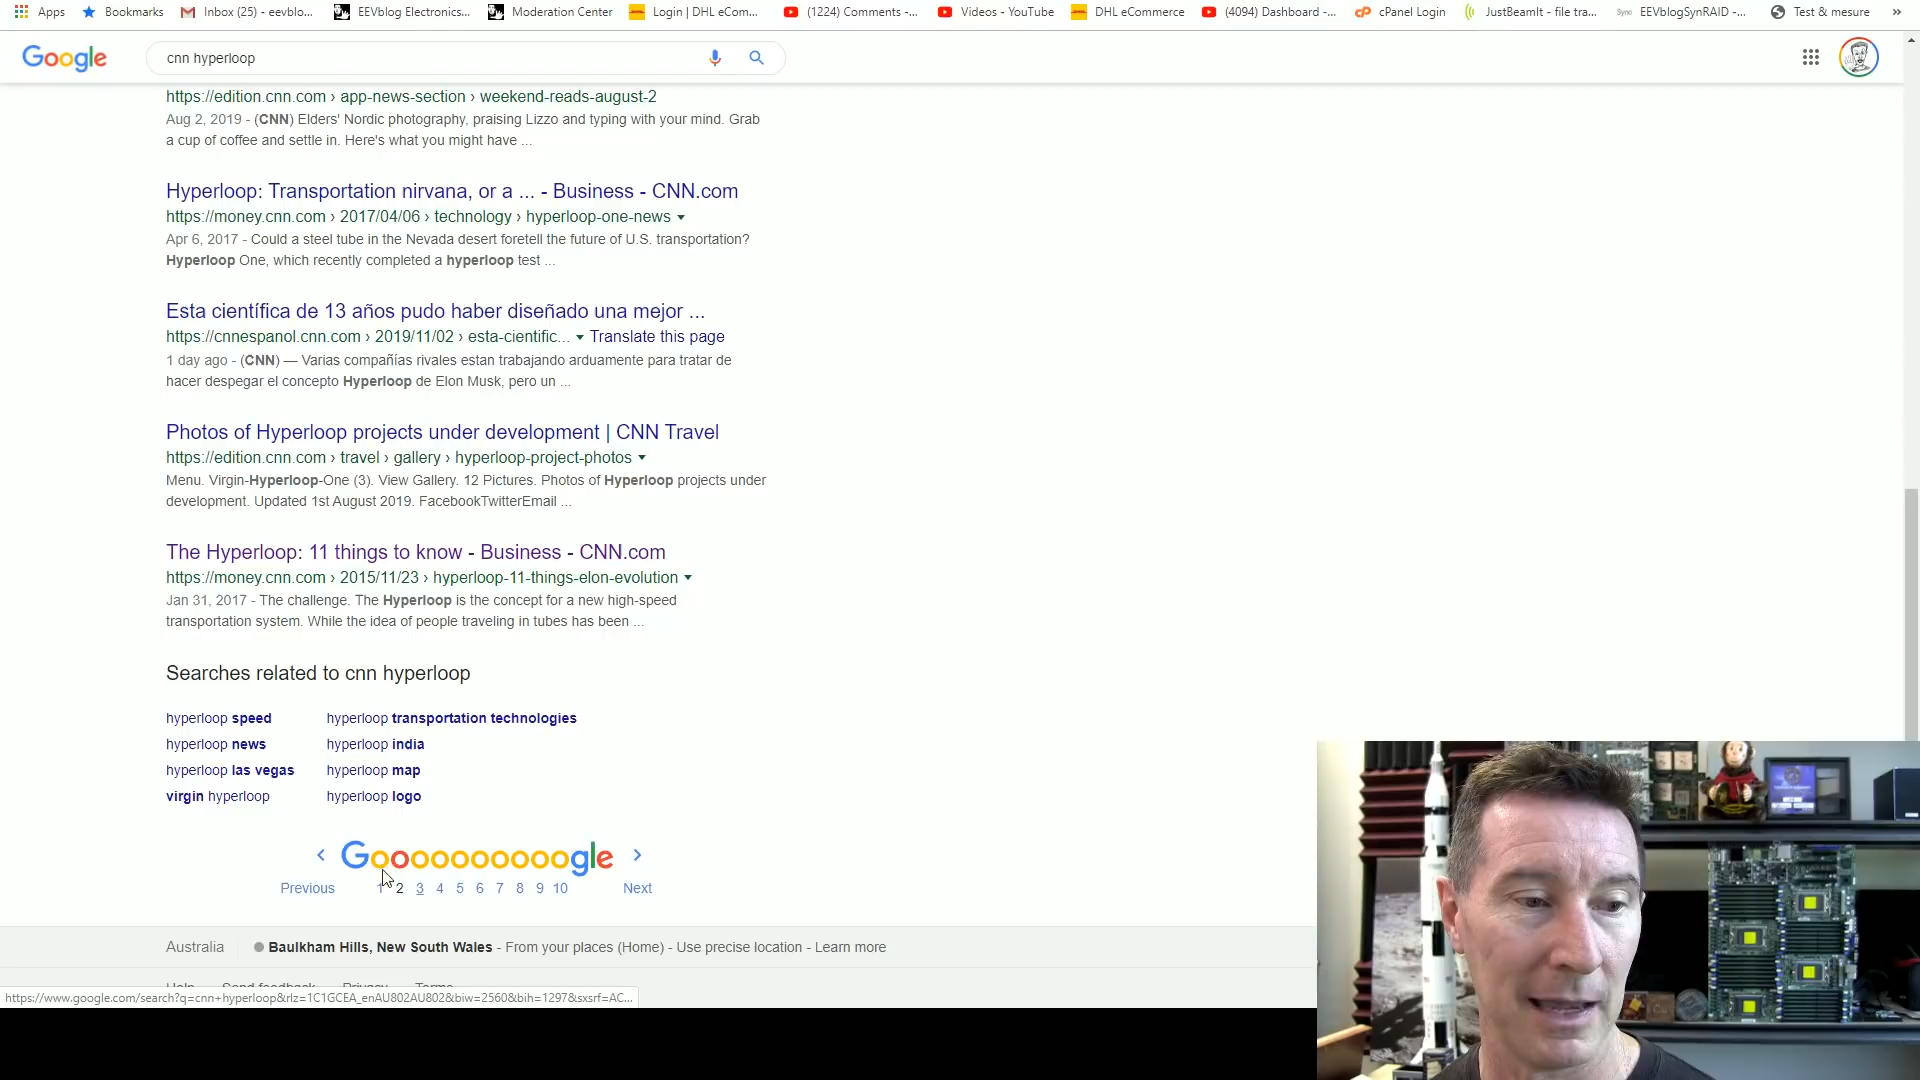 Apps Bookmarks Inbox (25) - eevblo... EEVblog Electronics... Moderation Center Login | DHL eCom... (1224) Comments -... Videos - YouTube DHL eCommerce (4094) Dashboard -... cPanel Login JustBeamIt - file tra... Syno EEVblogSynRAID -... Test & mesure »
Google cnn hyperloop
https://edition.cnn.com › app-news-section › weekend-reads-august-2
Aug 2, 2019 - (CNN) Elders' Nordic photography, praising Lizzo and typing with your mind. Grab
a cup of coffee and settle in. Here's what you might have ...
Hyperloop: Transportation nirvana, or a ... - Business - CNN.com
https://money.cnn.com › 2017/04/06 › technology › hyperloop-one-news
Apr 6, 2017 - Could a steel tube in the Nevada desert foretell the future of U.S. transportation?
Hyperloop One, which recently completed a hyperloop test ...
Esta científica de 13 años pudo haber diseñado una mejor ...
https://cnnespanol.cnn.com › 2019/11/02 › esta-cientific... Translate this page
1 day ago - (CNN) — Varias compañías rivales estan trabajando arduamente para tratar de
hacer despegar el concepto Hyperloop de Elon Musk, pero un ...
Photos of Hyperloop projects under development | CNN Travel
https://edition.cnn.com › travel › gallery › hyperloop-project-photos
Menu. Virgin-Hyperloop-One (3). View Gallery. 12 Pictures. Photos of Hyperloop projects under
development. Updated 1st August 2019. FacebookTwitterEmail ...
The Hyperloop: 11 things to know - Business - CNN.com
https://money.cnn.com › 2015/11/23 › hyperloop-11-things-elon-evolution
Jan 31, 2017 - The challenge. The Hyperloop is the concept for a new high-speed
transportation system. While the idea of people traveling in tubes has been ...
Searches related to cnn hyperloop
hyperloop speed hyperloop transportation technologies
hyperloop news hyperloop india
hyperloop las vegas hyperloop map
virgin hyperloop hyperloop logo
‹ Goooooooooogle ›
Previous 1 2 3 4 5 6 7 8 9 10 Next
Australia Baulkham Hills, New South Wales - From your places (Home) - Use precise location - Learn more
Help Send feedback Privacy Terms
https://www.google.com/search?q=cnn+hyperloop&rlz=1C1GCEA_enAU802AU802&biw=2560&bih=1297&sxsrf=AC...